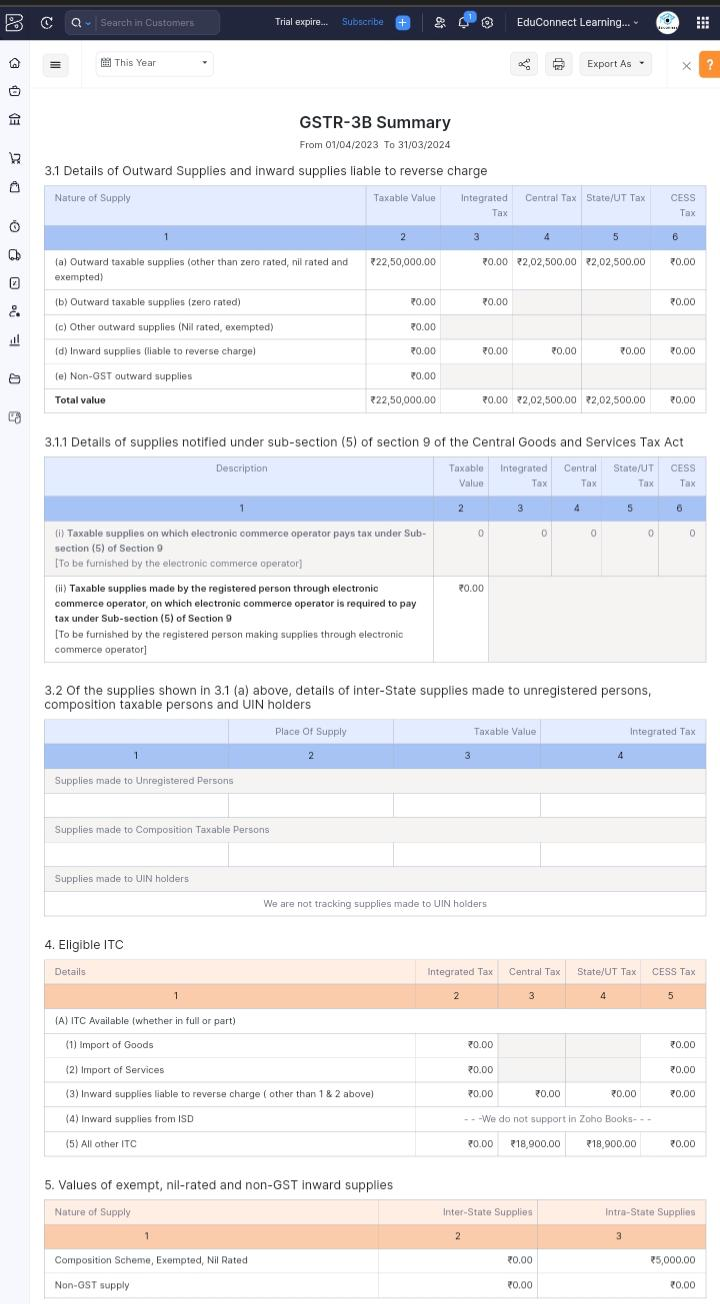 Search in Customers
Trial expire... Subscribe
1
EduConnect Learning...
This Year
Export As
?
GSTR-3B Summary
From 01/04/2023 To 31/03/2024
3.1 Details of Outward Supplies and inward supplies liable to reverse charge
Nature of Supply Taxable Value Integrated Central Tax State/UT Tax CESS
Tax Tax
1 2 3 4 5 6
(a) Outward taxable supplies (other than zero rated, nil rated and ₹22,50,000.00 ₹0.00 ₹2,02,500.00 ₹2,02,500.00 ₹0.00
exempted)
(b) Outward taxable supplies (zero rated) ₹0.00 ₹0.00 ₹0.00
(c) Other outward supplies (Nil rated, exempted) ₹0.00
(d) Inward supplies (liable to reverse charge) ₹0.00 ₹0.00 ₹0.00 ₹0.00 ₹0.00
(e) Non-GST outward supplies ₹0.00
Total value ₹22,50,000.00 ₹0.00 ₹2,02,500.00 ₹2,02,500.00 ₹0.00
3.1.1 Details of supplies notified under sub-section (5) of section 9 of the Central Goods and Services Tax Act
Description Taxable Integrated Central State/UT CESS
Value Tax Tax Tax Tax
1 2 3 4 5 6
(i) Taxable supplies on which electronic commerce operator pays tax under Sub- 0 0 0 0 0
section (5) of Section 9
[To be furnished by the electronic commerce operator]
(ii) Taxable supplies made by the registered person through electronic ₹0.00
commerce operator, on which electronic commerce operator is required to pay
tax under Sub-section (5) of Section 9
[To be furnished by the registered person making supplies through electronic
commerce operator]
3.2 Of the supplies shown in 3.1 (a) above, details of inter-State supplies made to unregistered persons,
composition taxable persons and UIN holders
Place Of Supply Taxable Value Integrated Tax
1 2 3 4
Supplies made to Unregistered Persons
Supplies made to Composition Taxable Persons
Supplies made to UIN holders
We are not tracking supplies made to UIN holders
4. Eligible ITC
Details Integrated Tax Central Tax State/UT Tax CESS Tax
1 2 3 4 5
(A) ITC Available (whether in full or part)
(1) Import of Goods ₹0.00 ₹0.00
(2) Import of Services ₹0.00 ₹0.00
(3) Inward supplies liable to reverse charge ( other than 1 & 2 above) ₹0.00 ₹0.00 ₹0.00 ₹0.00
(4) Inward supplies from ISD - - -We do not support in Zoho Books- - -
(5) All other ITC ₹0.00 ₹18,900.00 ₹18,900.00 ₹0.00
5. Values of exempt, nil-rated and non-GST inward supplies
Nature of Supply Inter-State Supplies Intra-State Supplies
1 2 3
Composition Scheme, Exempted, Nil Rated ₹0.00 ₹5,000.00
Non-GST supply ₹0.00 ₹0.00